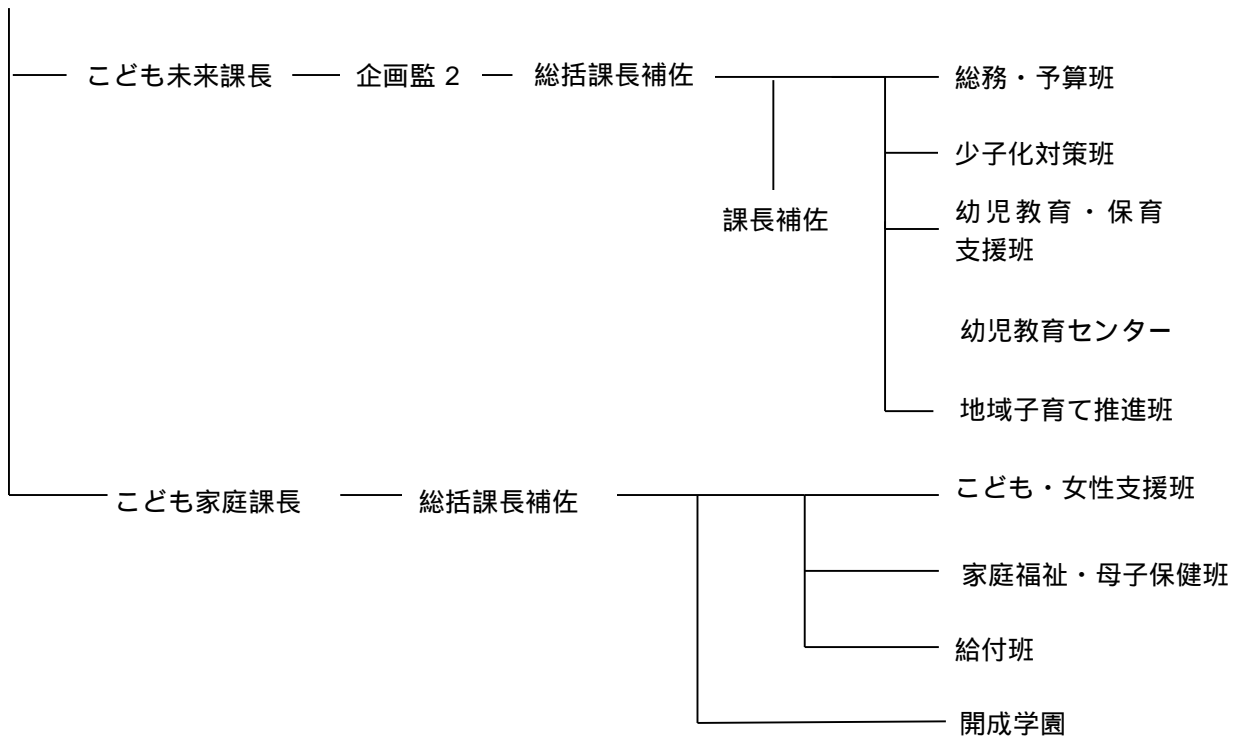 こども未来課長 企画監 2 総括課長補佐 総務・予算班
少子化対策班
課長補佐
幼児教育・保育
支援班
幼児教育センター
地域子育て推進班
こども家庭課長 総括課長補佐 こども・女性支援班
家庭福祉・母子保健班
給付班
開成学園